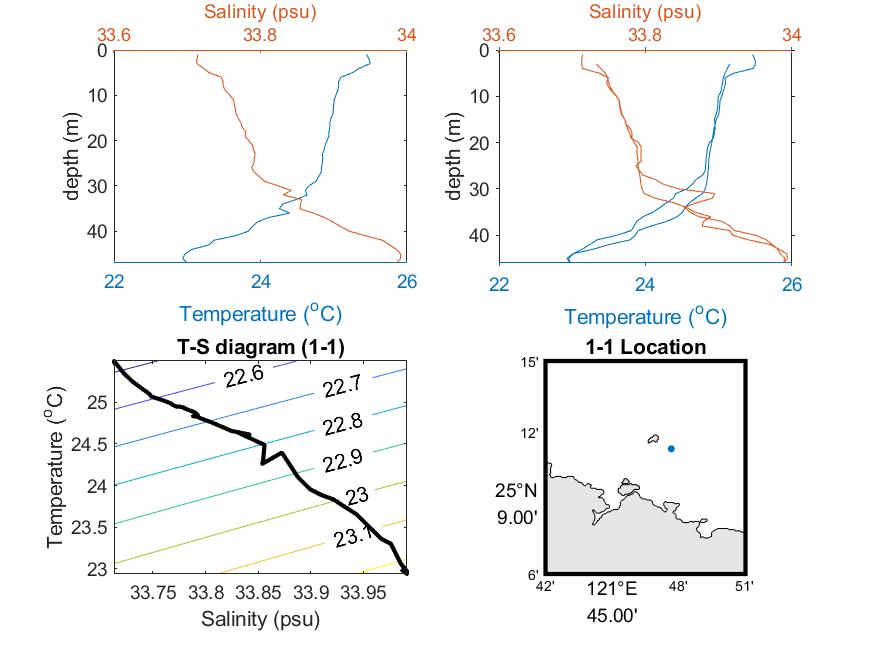 Salinity (psu)
33.6 33.8 34
0
10
20
30
40
depth (m)
22 24 26
Temperature (°C)
Salinity (psu)
33.6 33.8 34
0
10
20
30
40
depth (m)
22 24 26
Temperature (°C)
T-S diagram (1-1)
25
24.5
24
23.5
23
Temperature (°C)
22.6
22.7
22.8
22.9
23
23.1
33.75 33.8 33.85 33.9 33.95
Salinity (psu)
1-1 Location
15'
12'
25°N
9.00'
6'
42' 121°E 48' 51'
45.00'